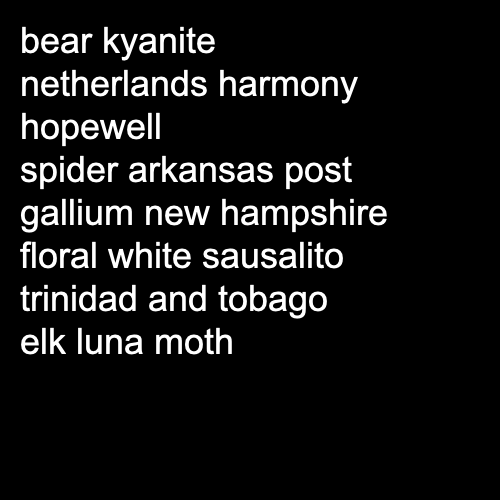 bear kyanite
netherlands harmony
hopewell
spider arkansas post
gallium new hampshire
floral white sausalito
trinidad and tobago
elk luna moth